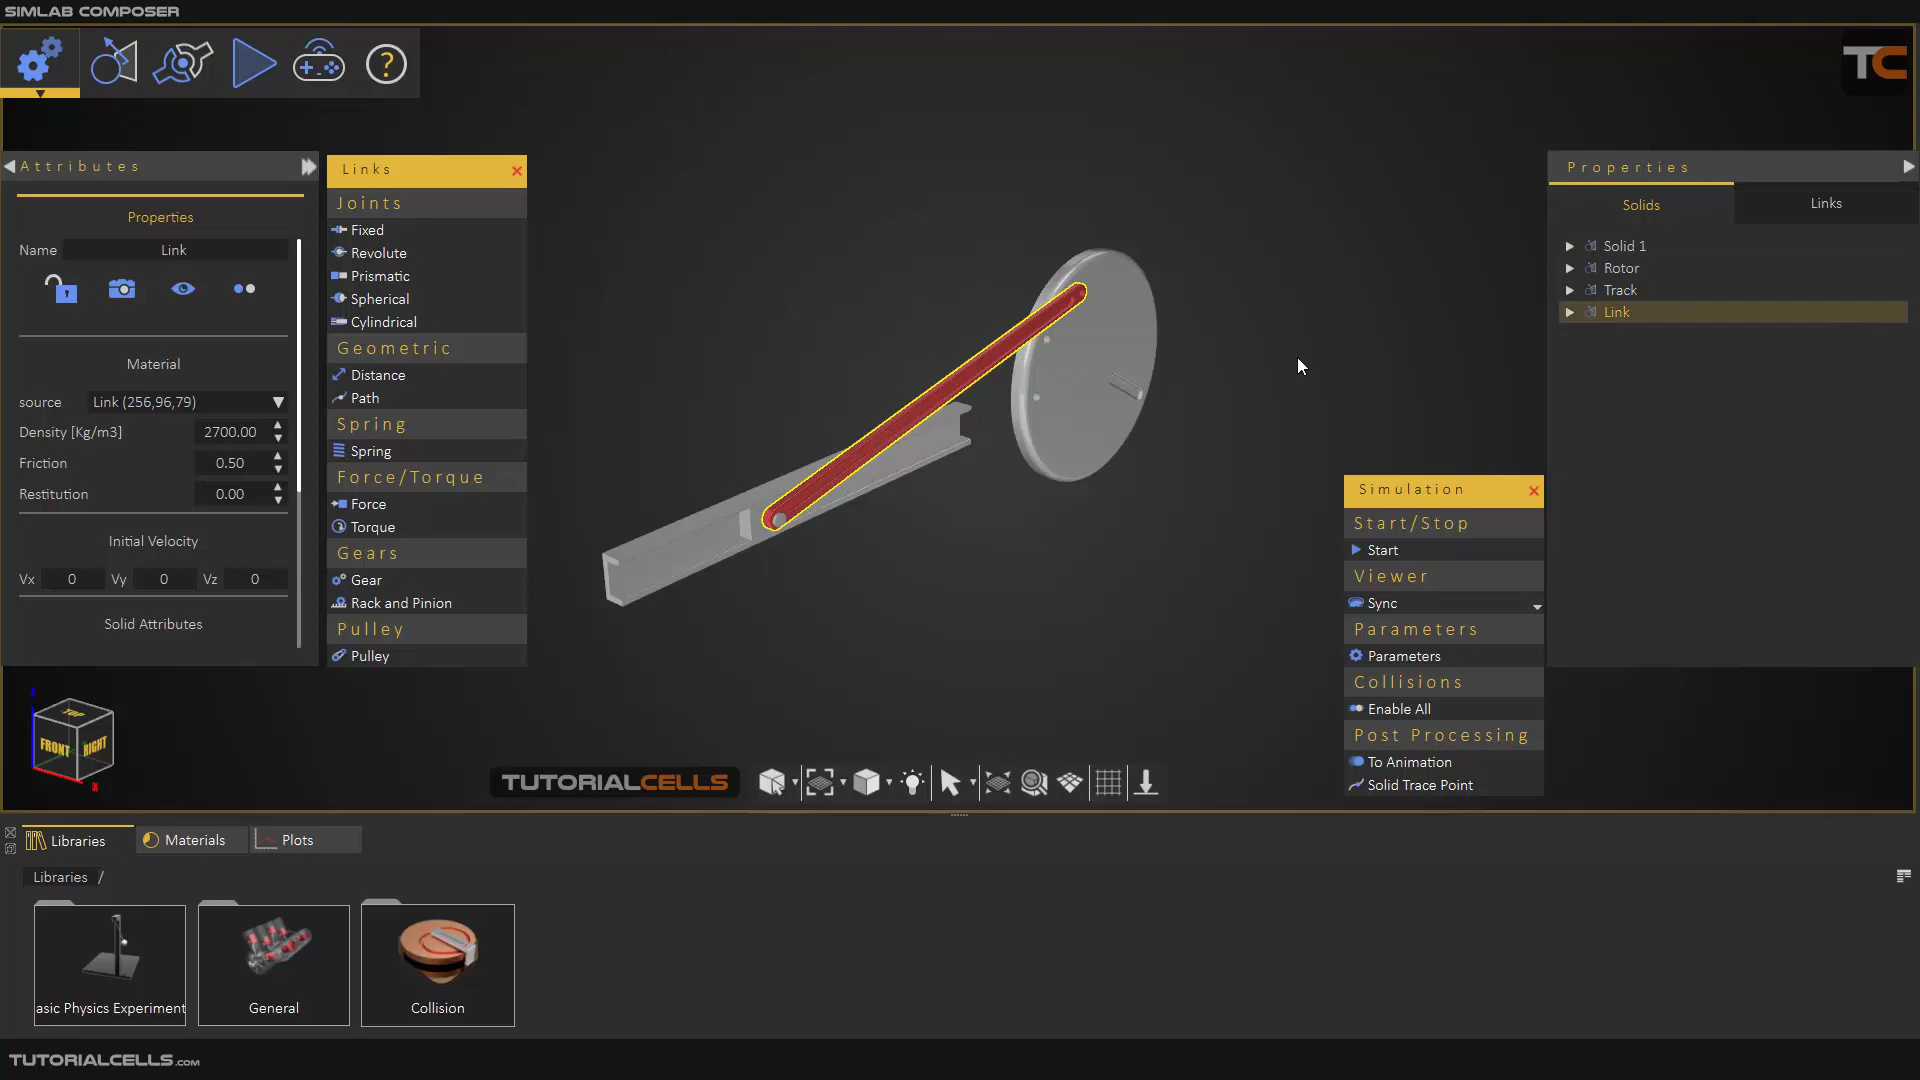 SIMLAB COMPOSER
?
TC
Attributes
Properties
Name Link
Material
source Link (256,96,79)
Density [Kg/m3] 2700.00
Friction 0.50
Restitution 0.00
Initial Velocity
Vx 0 Vy 0 Vz 0
Solid Attributes
Links
Joints
Fixed
Revolute
Prismatic
Spherical
Cylindrical
Geometric
Distance
Path
Spring
Spring
Force/Torque
Force
Torque
Gears
Gear
Rack and Pinion
Pulley
Pulley
Properties
Solids Links
Solid 1
Rotor
Track
Link
Simulation
Start/Stop
Start
Viewer
Sync
Parameters
Parameters
Collisions
Enable All
Post Processing
To Animation
Solid Trace Point
TOP
FRONT RIGHT
TUTORIALCELLS
Libraries Materials Plots
Libraries /
asic Physics Experiment General Collision
TUTORIALCELLS.com